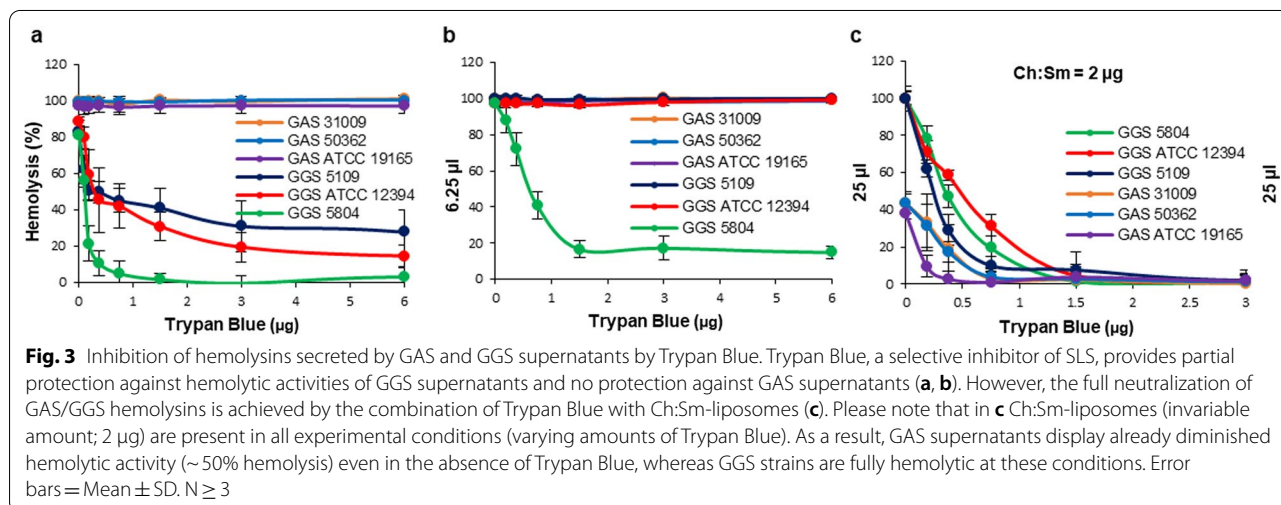 a
120
100
80
60
40
20
0
Hemolysis (%)
GAS 31009
GAS 50362
GAS ATCC 19165
GGS 5109
GGS ATCC 12394
GGS 5804
0 1 2 3 4 5 6
Trypan Blue (µg)
6.25 µl
b
120
100
80
60
40
20
0
GAS 31009
GAS 50362
GAS ATCC 19165
GGS 5109
GGS ATCC 12394
GGS 5804
0 2 4 6
Trypan Blue (µg)
25 µl
c
Ch:Sm = 2 µg
120
100
80
60
40
20
0
GGS 5804
GGS ATCC 12394
GGS 5109
GAS 31009
GAS 50362
GAS ATCC 19165
0 0.5 1 1.5 2 2.5 3
Trypan Blue (µg)
25 µl
Fig. 3 Inhibition of hemolysins secreted by GAS and GGS supernatants by Trypan Blue. Trypan Blue, a selective inhibitor of SLS, provides partial
protection against hemolytic activities of GGS supernatants and no protection against GAS supernatants (a, b). However, the full neutralization of
GAS/GGS hemolysins is achieved by the combination of Trypan Blue with Ch:Sm-liposomes (c). Please note that in c Ch:Sm-liposomes (invariable
amount; 2 µg) are present in all experimental conditions (varying amounts of Trypan Blue). As a result, GAS supernatants display already diminished
hemolytic activity (~ 50% hemolysis) even in the absence of Trypan Blue, whereas GGS strains are fully hemolytic at these conditions. Error
bars = Mean ± SD. N ≥ 3